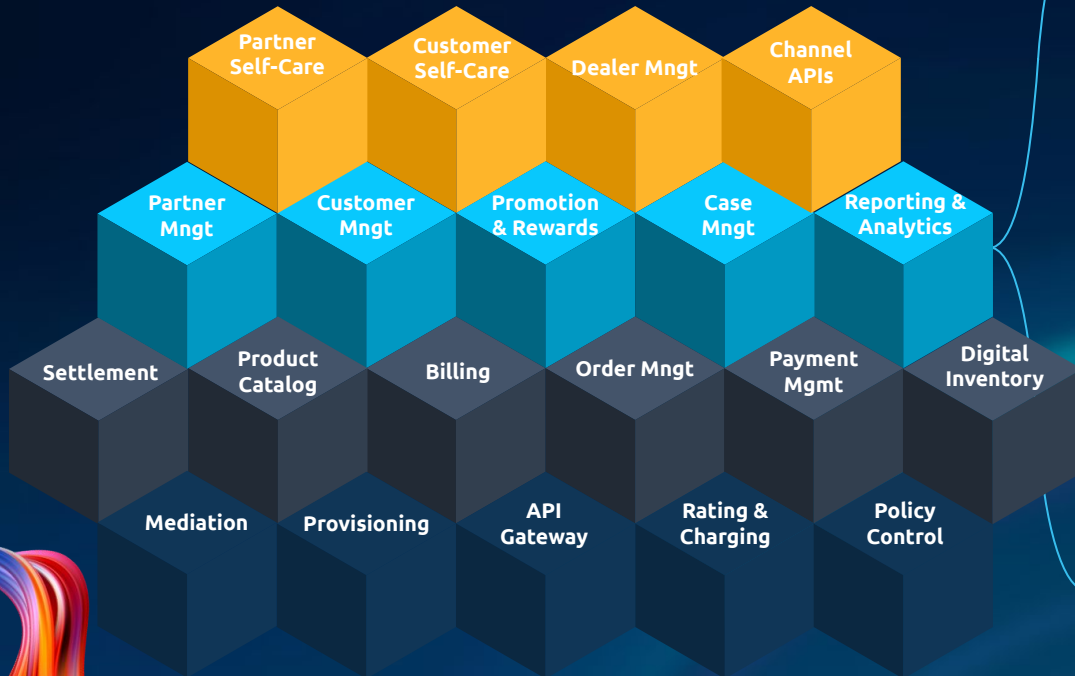 Partner
Self-Care
Customer
Self-Care
Dealer Mngt
Channel
APIs
Partner
Mngt
Customer
Mngt
Promotion
& Rewards
Case
Mngt
Reporting &
Analytics
Settlement
Product
Catalog
Billing
Order Mngt
Payment
Mgmt
Digital
Inventory
Mediation
Provisioning
API
Gateway
Rating &
Charging
Policy
Control